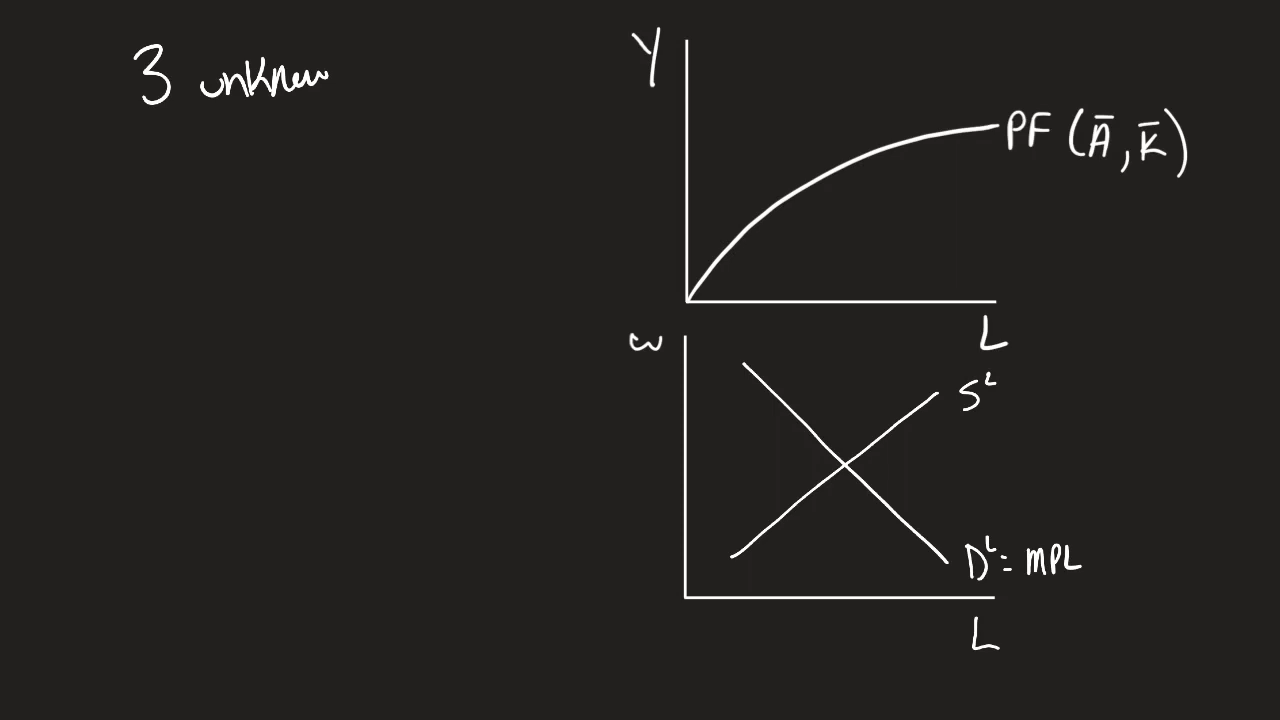 3 unknow
Y
PF (Ā, K̄)
L
w
S^L
D^L = MPL
L